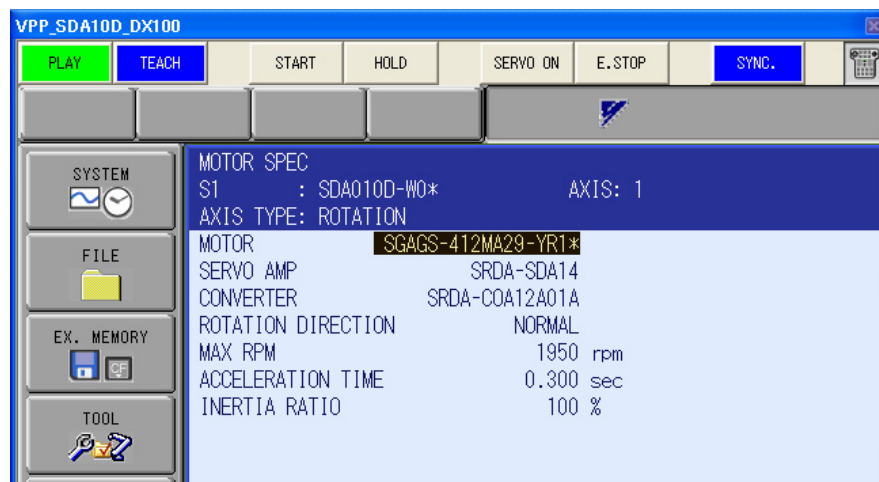 VPP_SDA10D_DX100
PLAY TEACH START HOLD SERVO ON E.STOP SYNC.
SYSTEM
FILE
EX. MEMORY
CF
TOOL
MOTOR SPEC
S1 : SDA010D-W0* AXIS: 1
AXIS TYPE: ROTATION
MOTOR SGAGS-412MA29-YR1*
SERVO AMP SRDA-SDA14
CONVERTER SRDA-COA12A01A
ROTATION DIRECTION NORMAL
MAX RPM 1950 rpm
ACCELERATION TIME 0.300 sec
INERTIA RATIO 100 %